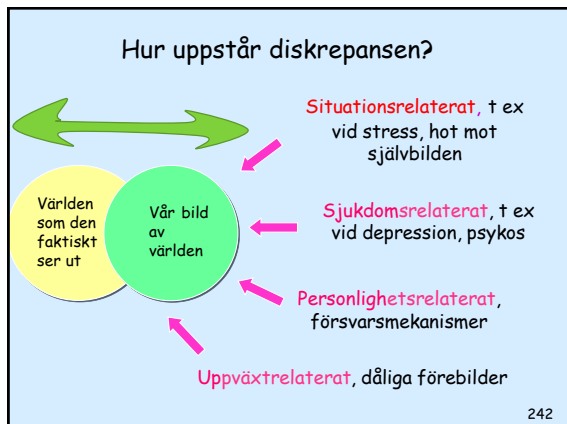 Hur uppstår diskrepansen?
Situationsrelaterat, t ex
vid stress, hot mot
självbilden
Världen
som den
faktiskt
ser ut
Vår bild
av
världen
Sjukdomsrelaterat, t ex
vid depression, psykos
Personlighetsrelaterat,
försvarsmekanismer
Uppväxtrelaterat, dåliga förebilder
242